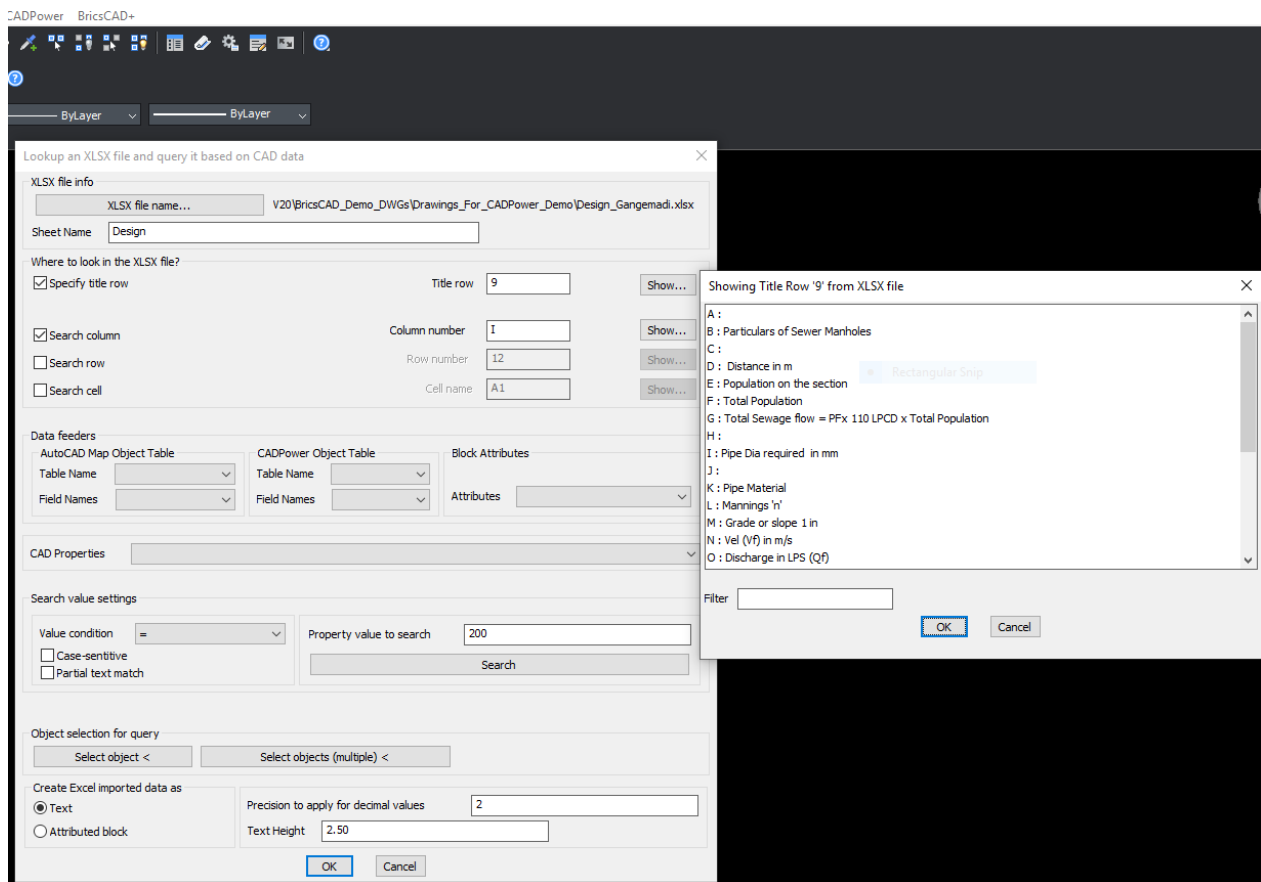 CADPower BricsCAD+
ByLayer ByLayer
Lookup an XLSX file and query it based on CAD data
XLSX file info
XLSX file name... V20\BricsCAD_Demo_DWGs\Drawings_For_CADPower_Demo\Design_Gangemadi.xlsx
Sheet Name Design
Where to look in the XLSX file?
Specify title row Title row 9 Show...
Search column Column number I Show...
Search row Row number 12 Show...
Search cell Cell name A1 Show...
Data feeders
AutoCAD Map Object Table CADPower Object Table Block Attributes
Table Name Table Name
Field Names Field Names Attributes
CAD Properties
Search value settings
Value condition = Property value to search 200
Case-sentitive
Partial text match
Search
Object selection for query
Select object < Select objects (multiple) <
Create Excel imported data as
Text
Attributed block
Precision to apply for decimal values 2
Text Height 2.50
OK Cancel
Showing Title Row '9' from XLSX file
A :
B : Particulars of Sewer Manholes
C :
D : Distance in m
E : Population on the section
F : Total Population
G : Total Sewage flow = PFx 110 LPCD x Total Population
H :
I : Pipe Dia required in mm
J :
K : Pipe Material
L : Mannings 'n'
M : Grade or slope 1 in
N : Vel (Vf) in m/s
O : Discharge in LPS (Qf)
Rectangular Snip
Filter
OK Cancel